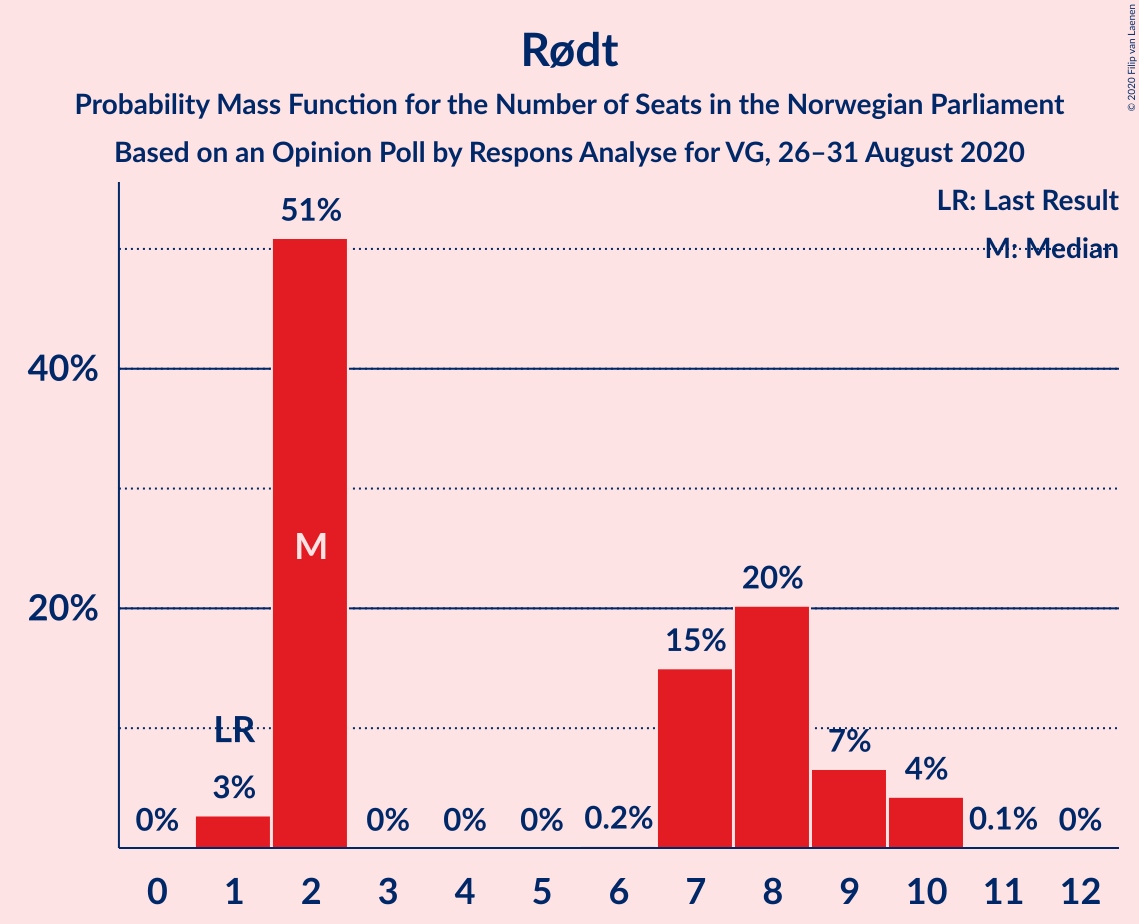 Rødt
Probability Mass Function for the Number of Seats in the Norwegian Parliament
Based on an Opinion Poll by Respons Analyse for VG, 26–31 August 2020
© 2020 Filip van Laenen
LR: Last Result
M: Median
51%
40%
M
20%
20%
15%
LR
7%
4%
3%
0% 0% 0% 0% 0.2% 0.1% 0%
0 1 2 3 4 5 6 7 8 9 10 11 12